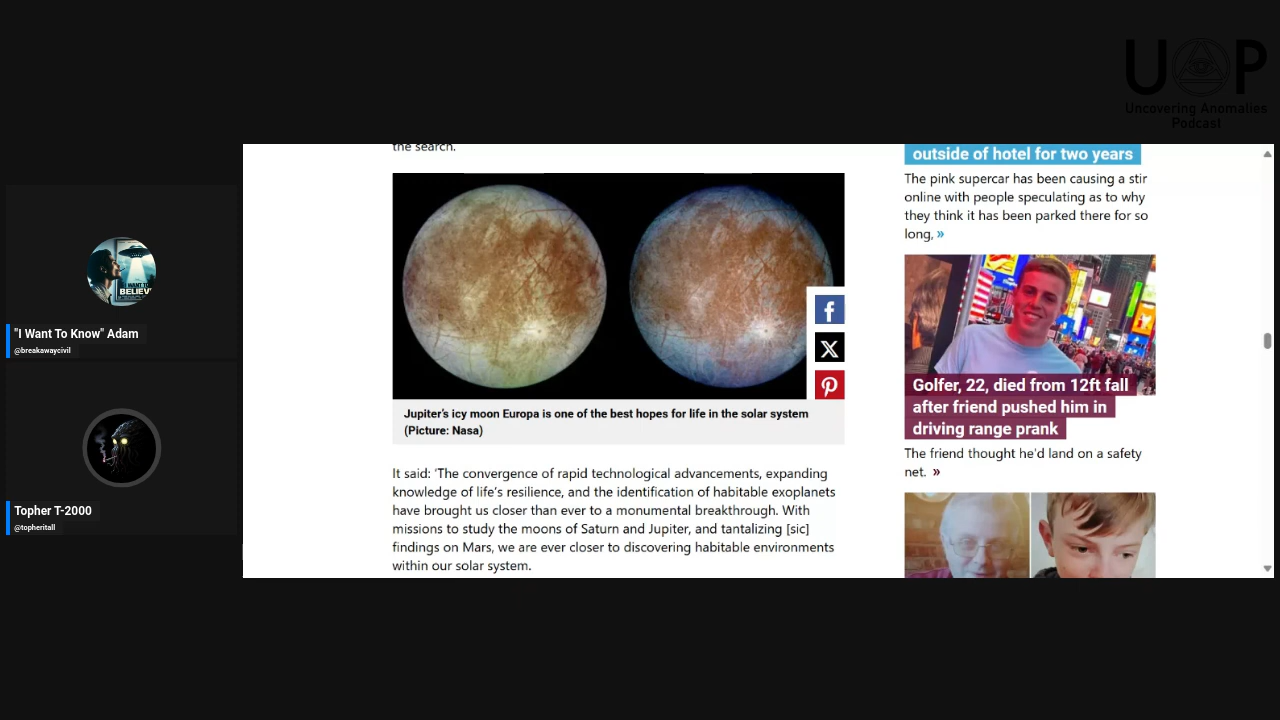 UAP
Uncovering Anomalies
Podcast
"I Want To Know" Adam
@breakawaycivil
Topher T-2000
@topheritall
the search.
Jupiter's icy moon Europa is one of the best hopes for life in the solar system
(Picture: Nasa)
It said: 'The convergence of rapid technological advancements, expanding
knowledge of life's resilience, and the identification of habitable exoplanets
have brought us closer than ever to a monumental breakthrough. With
missions to study the moons of Saturn and Jupiter, and tantalizing [sic]
findings on Mars, we are ever closer to discovering habitable environments
within our solar system.
outside of hotel for two years
The pink supercar has been causing a stir
online with people speculating as to why
they think it has been parked there for so
long. »
Golfer, 22, died from 12ft fall
after friend pushed him in
driving range prank
The friend thought he'd land on a safety
net. »